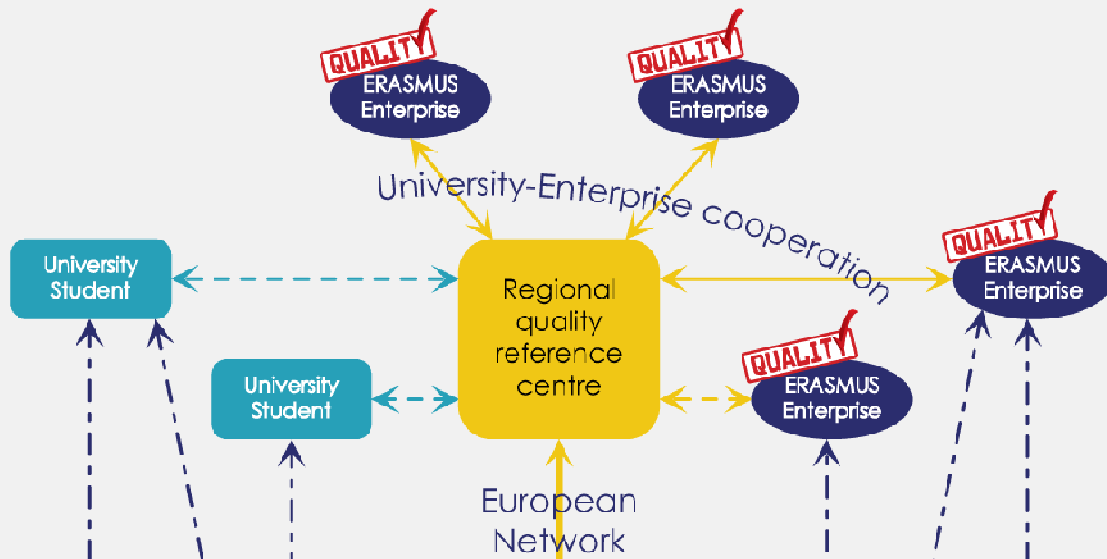 QUALITY
ERASMUS
Enterprise
QUALITY
ERASMUS
Enterprise
University-Enterprise cooperation
QUALITY
ERASMUS
Enterprise
University
Student
Regional
quality
reference
centre
QUALITY
ERASMUS
Enterprise
University
Student
European
Network